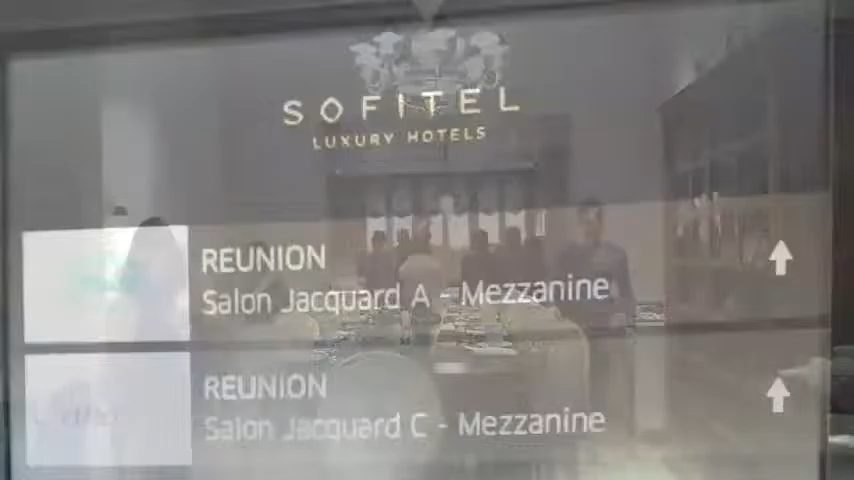 SOFITEL
LUXURY HOTELS
REUNION
Salon Jacquard A - Mezzanine
REUNION
Salon Jacquard C - Mezzanine